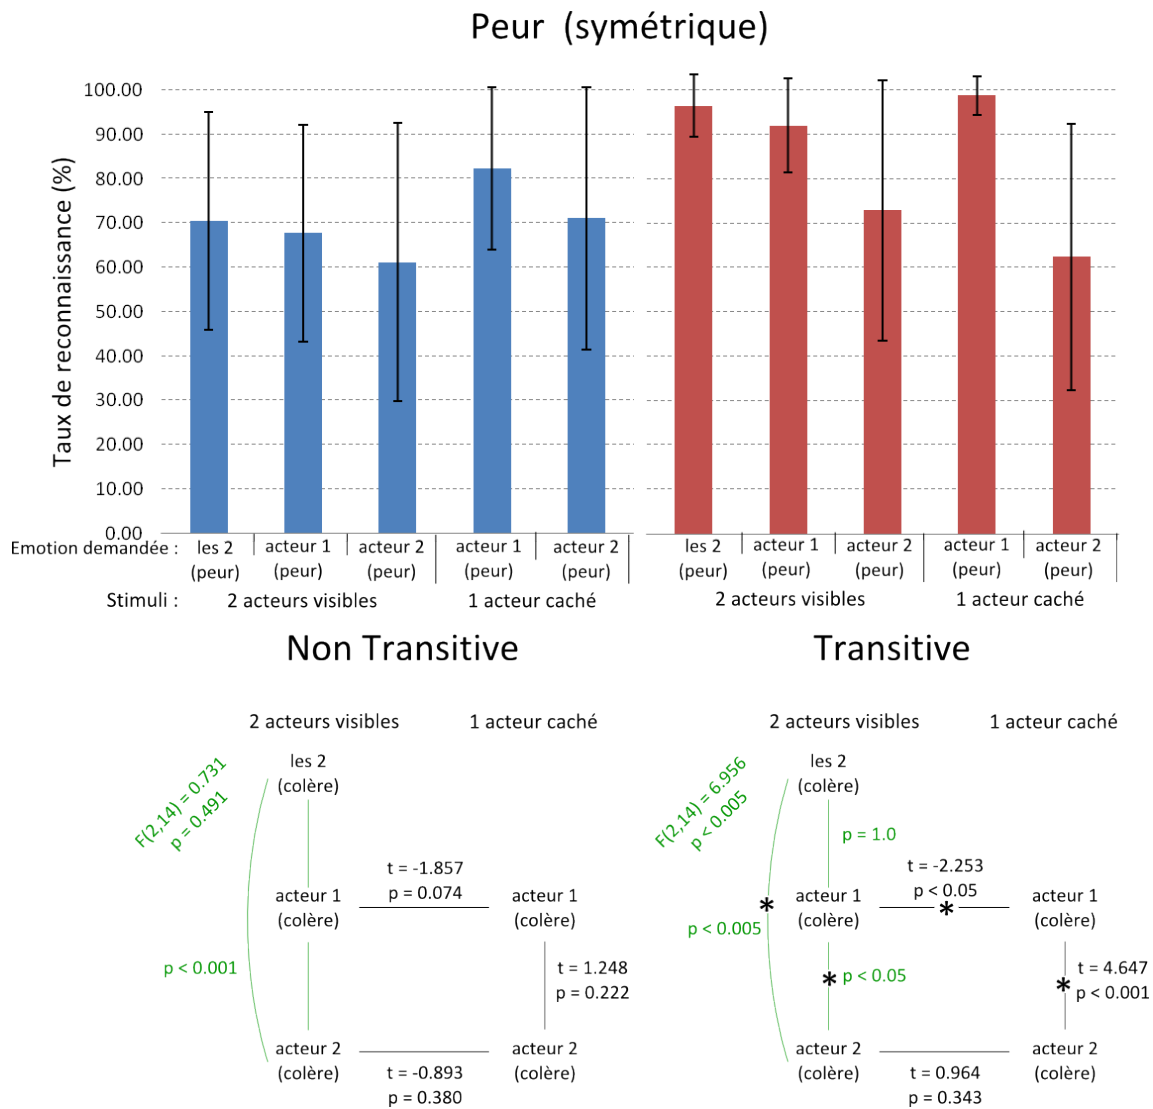 Peur (symétrique)
Taux de reconnaissance (%)
100.00
90.00
80.00
70.00
60.00
50.00
40.00
30.00
20.00
10.00
0.00
Emotion demandée : les 2 acteur 1 acteur 2 acteur 1 acteur 2 les 2 acteur 1 acteur 2 acteur 1 acteur 2
(peur) (peur) (peur) (peur) (peur) (peur) (peur) (peur) (peur) (peur)
Stimuli : 2 acteurs visibles 1 acteur caché 2 acteurs visibles 1 acteur caché
Non Transitive Transitive
2 acteurs visibles 1 acteur caché
les 2
(colère)
F(2,14) = 0.731
p = 0.491
t = -1.857
p = 0.074
acteur 1
(colère)
acteur 1
(colère)
p < 0.001
t = 1.248
p = 0.222
acteur 2
(colère)
acteur 2
(colère)
t = -0.893
p = 0.380
2 acteurs visibles 1 acteur caché
les 2
(colère)
F(2,14) = 6.956
p < 0.005
p = 1.0
t = -2.253
p < 0.05
*
acteur 1
(colère)
acteur 1
(colère)
*
p < 0.005
* p < 0.05
t = 4.647
* p < 0.001
acteur 2
(colère)
acteur 2
(colère)
t = 0.964
p = 0.343